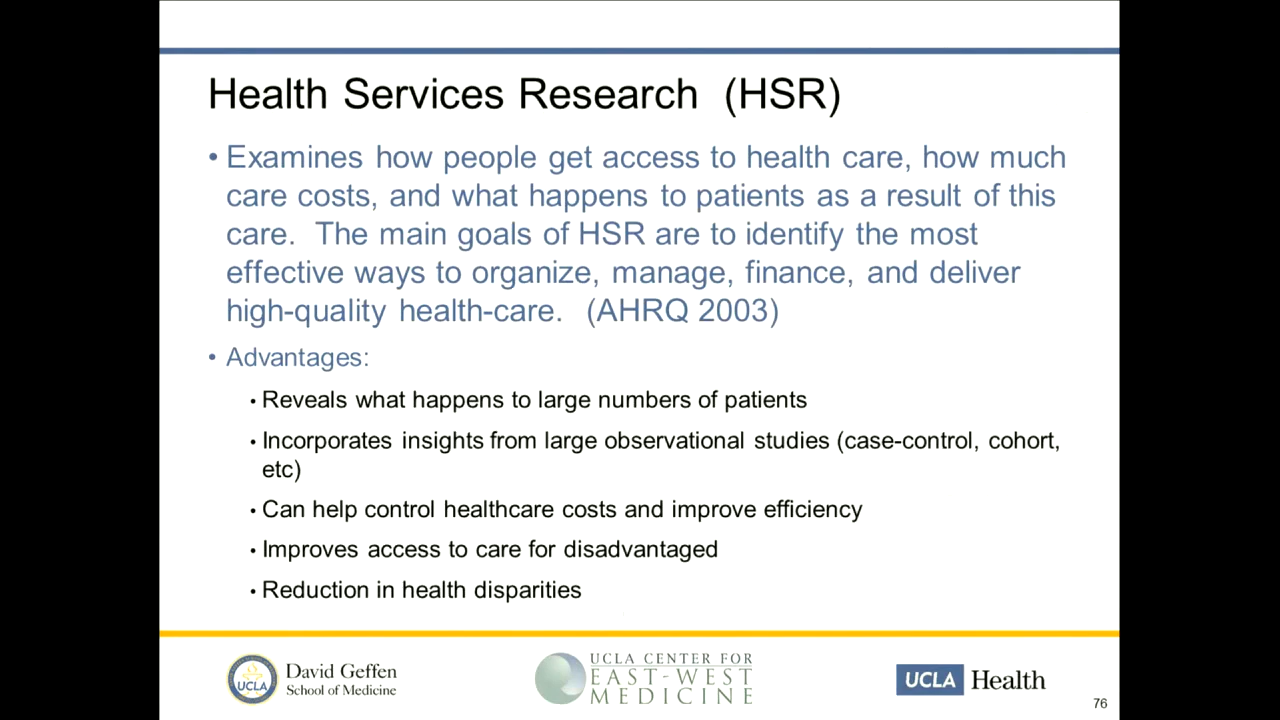 Health Services Research (HSR)
• Examines how people get access to health care, how much
care costs, and what happens to patients as a result of this
care. The main goals of HSR are to identify the most
effective ways to organize, manage, finance, and deliver
high-quality health-care. (AHRQ 2003)
• Advantages:
• Reveals what happens to large numbers of patients
• Incorporates insights from large observational studies (case-control, cohort,
etc)
• Can help control healthcare costs and improve efficiency
• Improves access to care for disadvantaged
• Reduction in health disparities
UCLA
David Geffen
School of Medicine
UCLA CENTER FOR
EAST-WEST
MEDICINE
UCLA Health
76